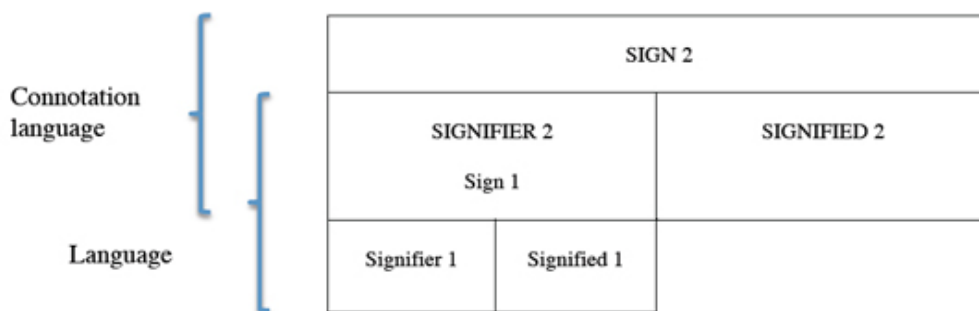 SIGN 2
Connotation
language
SIGNIFIER 2
SIGNIFIED 2
Sign 1
Language
Signifier 1
Signified 1